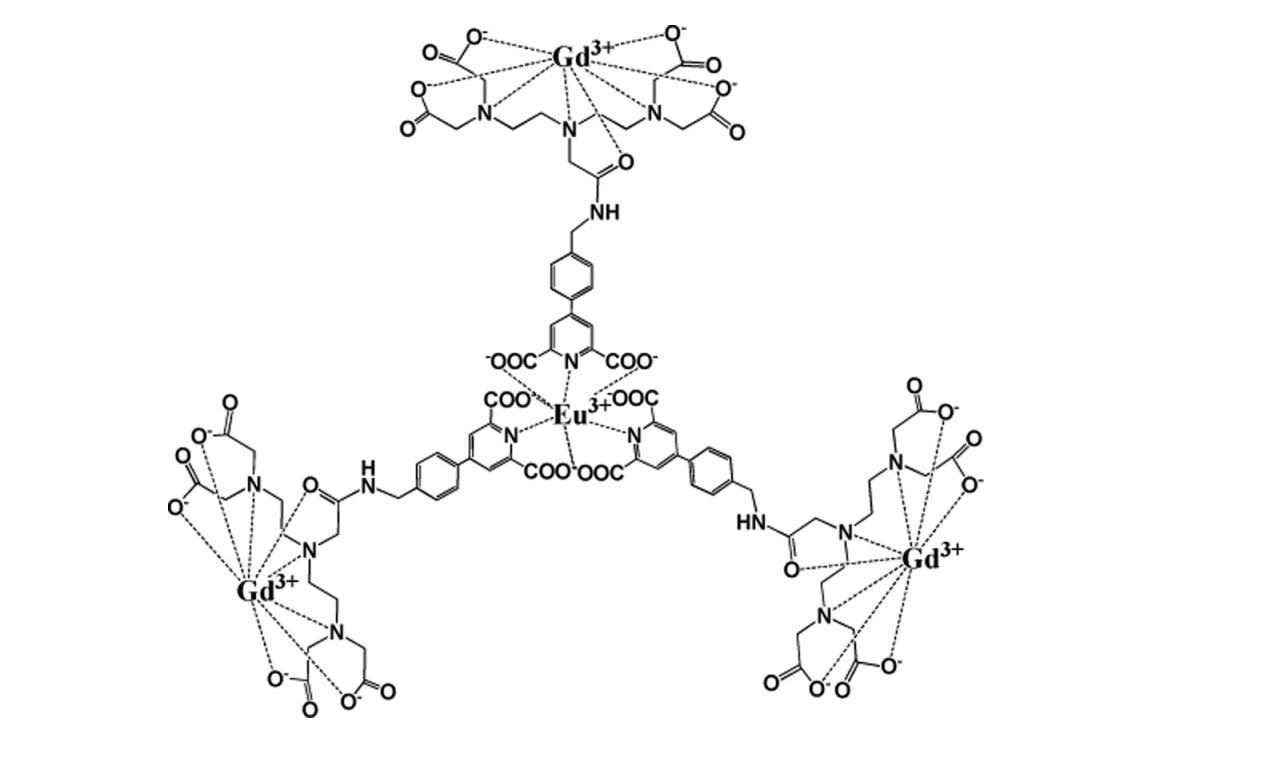 O⁻ Gd³⁺ O⁻
O O
O⁻ O⁻
N N
O N O
O
NH
⁻OOC N COO⁻
COO⁻ Eu³⁺ ⁻OOC
O O
O⁻ N N O⁻
O H N O
O⁻ N O N COO⁻ ⁻OOC O⁻
HN N
N O Gd³⁺
Gd³⁺
N N
O⁻ O⁻
O O O⁻ O
O⁻
O